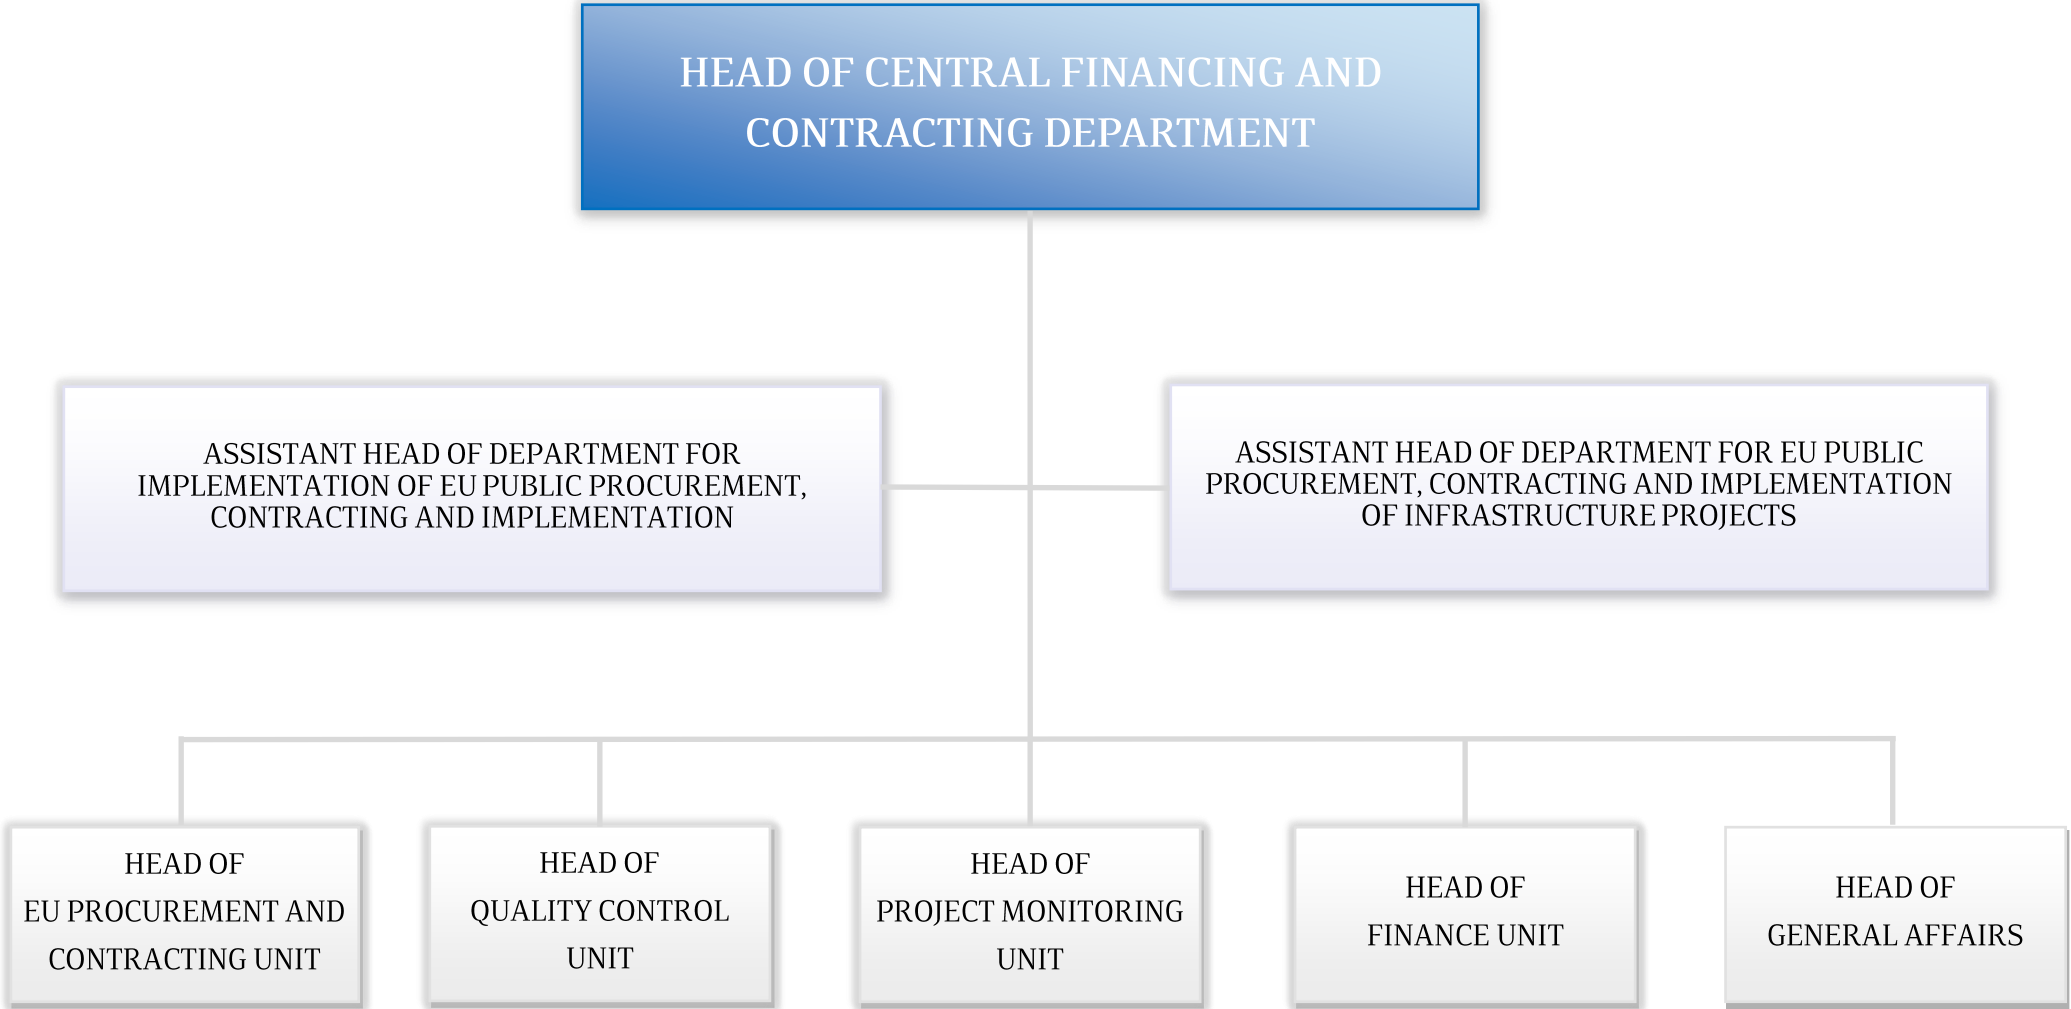 HEAD OF CENTRAL FINANCING AND
CONTRACTING DEPARTMENT
ASSISTANT HEAD OF DEPARTMENT FOR
IMPLEMENTATION OF EU PUBLIC PROCUREMENT,
CONTRACTING AND IMPLEMENTATION
ASSISTANT HEAD OF DEPARTMENT FOR EU PUBLIC
PROCUREMENT, CONTRACTING AND IMPLEMENTATION
OF INFRASTRUCTURE PROJECTS
HEAD OF
EU PROCUREMENT AND
CONTRACTING UNIT
HEAD OF
QUALITY CONTROL
UNIT
HEAD OF
PROJECT MONITORING
UNIT
HEAD OF
FINANCE UNIT
HEAD OF
GENERAL AFFAIRS